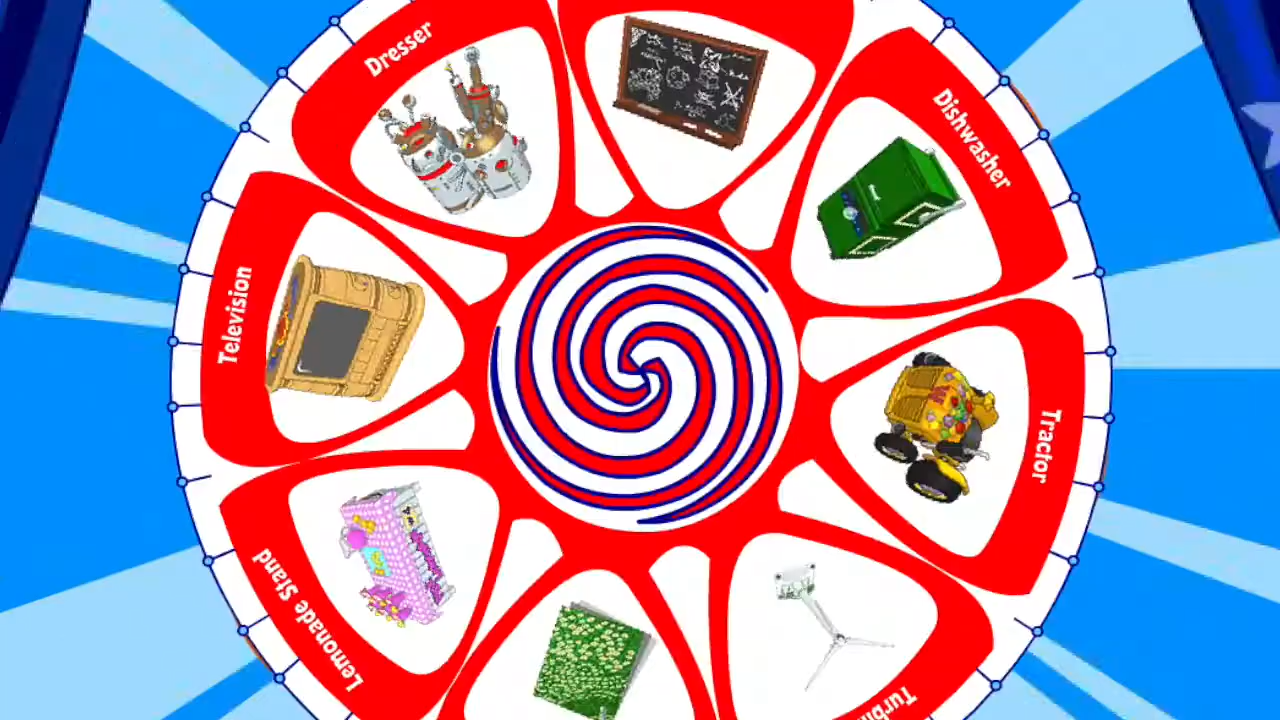 Dresser
Dishwasher
Television
Tractor
Lemonade Stand